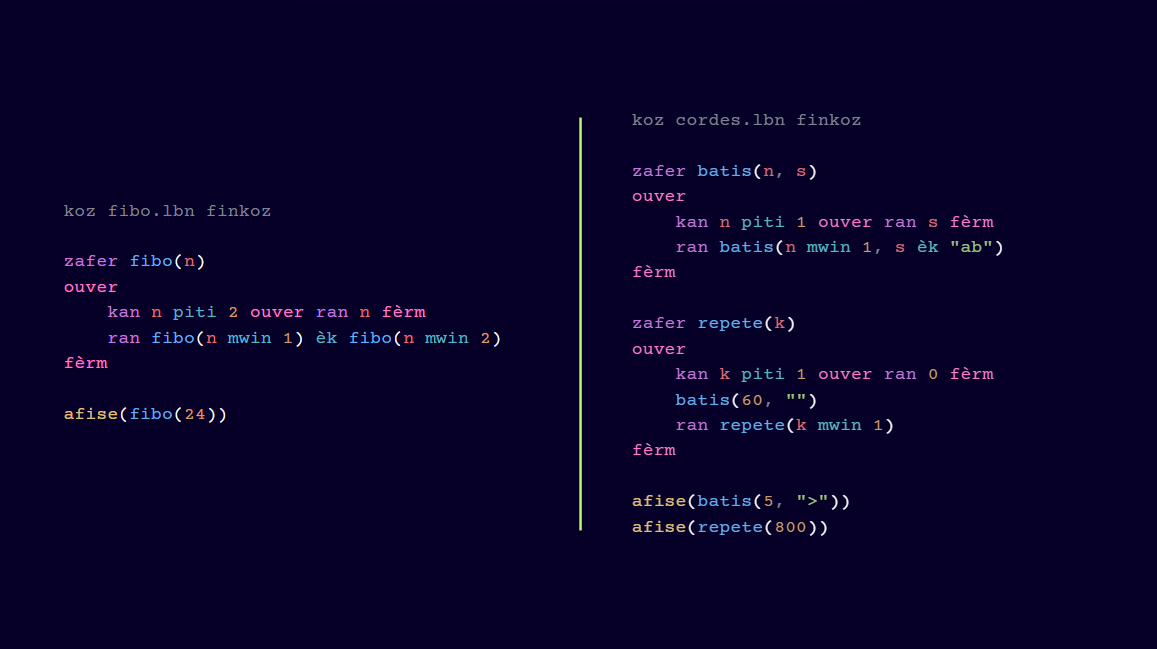 koz fibo.lbn finkoz
zafer fibo(n)
ouver
kan n piti 2 ouver ran n fèrm
ran fibo(n mwin 1) èk fibo(n mwin 2)
fèrm
afise(fibo(24))
koz cordes.lbn finkoz
zafer batis(n, s)
ouver
kan n piti 1 ouver ran s fèrm
ran batis(n mwin 1, s èk "ab")
fèrm
zafer repete(k)
ouver
kan k piti 1 ouver ran 0 fèrm
batis(60, "")
ran repete(k mwin 1)
fèrm
afise(batis(5, ">"))
afise(repete(800))